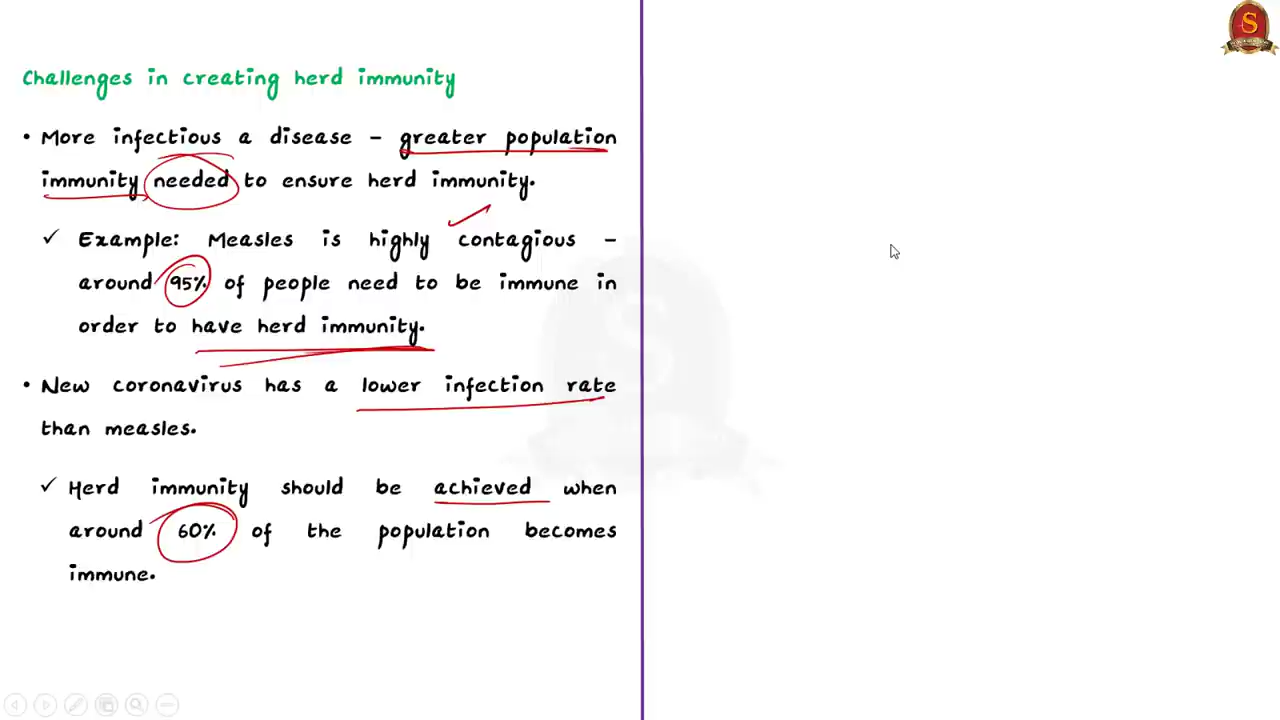 Challenges in creating herd immunity
• More infectious a disease – greater population
immunity needed to ensure herd immunity.
✓ Example: Measles is highly contagious –
around 95% of people need to be immune in
order to have herd immunity.
• New coronavirus has a lower infection rate
than measles.
✓ Herd immunity should be achieved when
around 60% of the population becomes
immune.
S